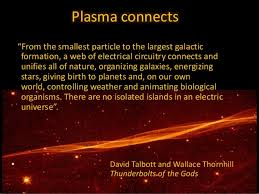 Plasma connects
“From the smallest particle to the largest galactic
formation, a web of electrical circuitry connects and
unifies all of nature, organizing galaxies, energizing
stars, giving birth to planets and, on our own
world, controlling weather and animating biological
organisms. There are no isolated islands in an electric
universe”.
David Talbott and Wallace Thornhill
Thunderbolts of the Gods